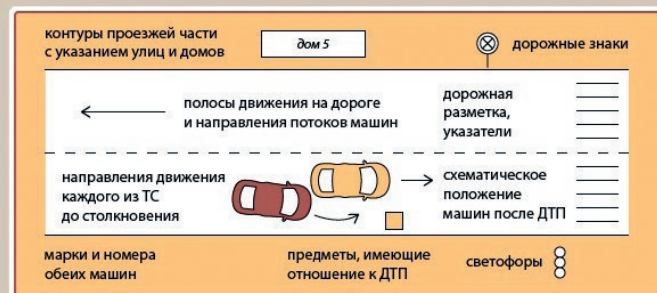 контуры проезжей части
с указанием улиц и домов
дом 5
дорожные знаки
полосы движения на дороге
и направления потоков машин
дорожная
разметка,
указатели
направления движения
каждого из ТС
до столкновения
схематическое
положение
машин после ДТП
марки и номера
обеих машин
предметы, имеющие
отношение к ДТП
светофоры